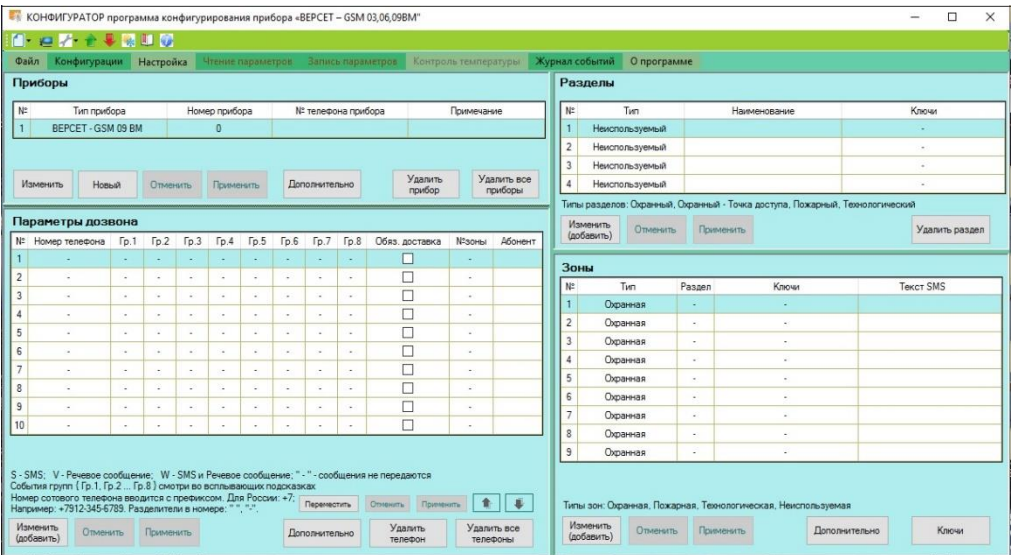 КОНФИГУРАТОР программа конфигурирования прибора «ВЕРСЕТ – GSM 03,06,09ВМ"
Файл Конфигурации Настройка Чтение параметров Запись параметров Контроль температуры Журнал событий О программе
Приборы
№ Тип прибора Номер прибора № телефона прибора Примечание
1 ВЕРСЕТ - GSM 09 ВМ 0
Изменить Новый Отменить Применить Дополнительно Удалить прибор Удалить все приборы
Параметры дозвона
№ Номер телефона Гр.1 Гр.2 Гр.3 Гр.4 Гр.5 Гр.6 Гр.7 Гр.8 Обяз. доставка №зоны Абонент
1 - - - - - - - - - -
2 - - - - - - - - - -
3 - - - - - - - - - -
4 - - - - - - - - - -
5 - - - - - - - - - -
6 - - - - - - - - - -
7 - - - - - - - - - -
8 - - - - - - - - - -
9 - - - - - - - - - -
10 - - - - - - - - - -
S - SMS; V - Речевое сообщение; W - SMS и Речевое сообщение; " - " - сообщения не передаются
События групп ( Гр.1, Гр.2 ... Гр.8 ) смотри во всплывающих подсказках
Номер сотового телефона вводится с префиксом. Для России: +7;
Например: +7912-345-6789. Разделители в номере: " ", "-".
Переместить Отменить Применить
Изменить (добавить) Отменить Применить Дополнительно Удалить телефон Удалить все телефоны
Разделы
№ Тип Наименование Ключи
1 Неиспользуемый -
2 Неиспользуемый -
3 Неиспользуемый -
4 Неиспользуемый -
Типы разделов: Охранный, Охранный - Точка доступа, Пожарный, Технологический
Изменить (добавить) Отменить Применить Удалить раздел
Зоны
№ Тип Раздел Ключи Текст SMS
1 Охранная - -
2 Охранная - -
3 Охранная - -
4 Охранная - -
5 Охранная - -
6 Охранная - -
7 Охранная - -
8 Охранная - -
9 Охранная - -
Типы зон: Охранная, Пожарная, Технологическая, Неиспользуемая
Изменить (добавить) Отменить Применить Дополнительно Ключи